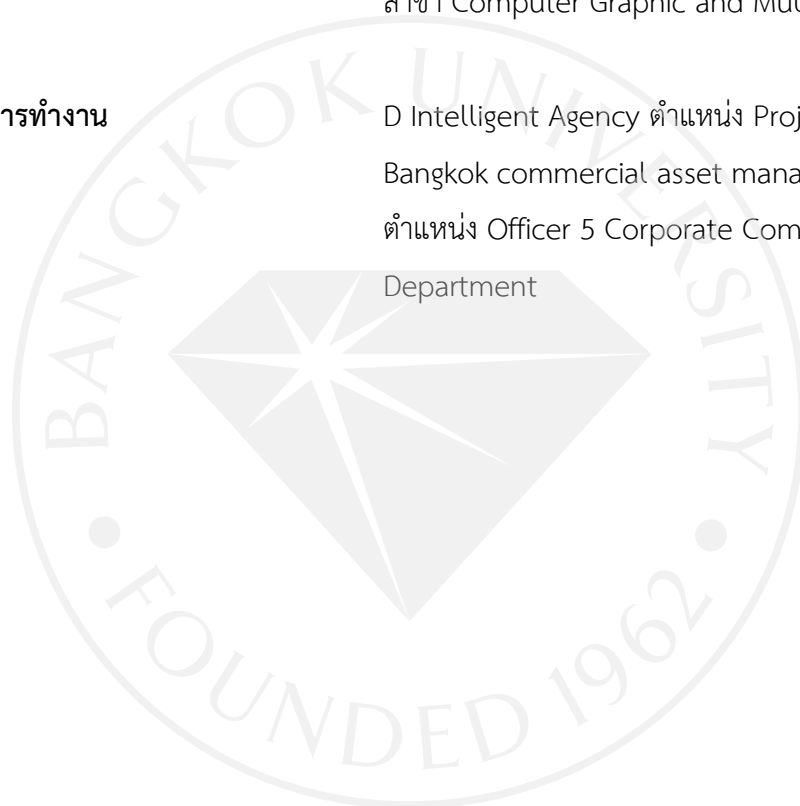 สาขา Computer Graphic and Mu
ารทำงาน
D Intelligent Agency ตำแหน่ง Proj
Bangkok commercial asset mana
ตำแหน่ง Officer 5 Corporate Com
Department
BANGKOK UNIVERSITY
FOUNDED 1962